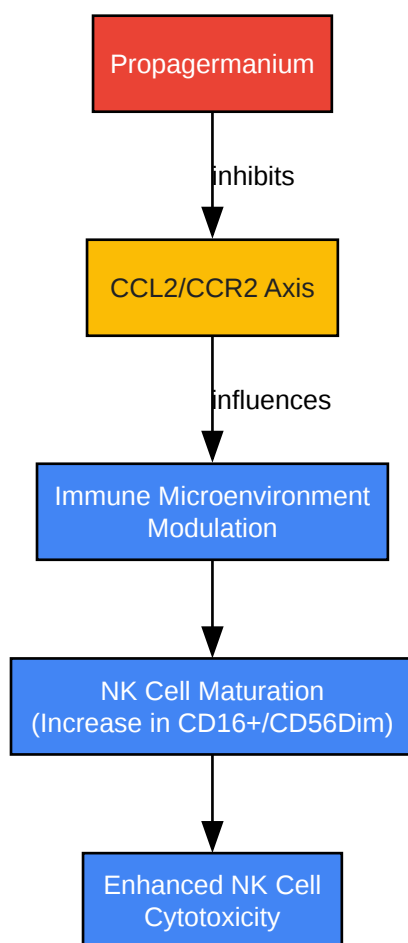 Propagermanium
inhibits
CCL2/CCR2 Axis
influences
Immune Microenvironment
Modulation
NK Cell Maturation
(Increase in CD16+/CD56Dim)
Enhanced NK Cell
Cytotoxicity